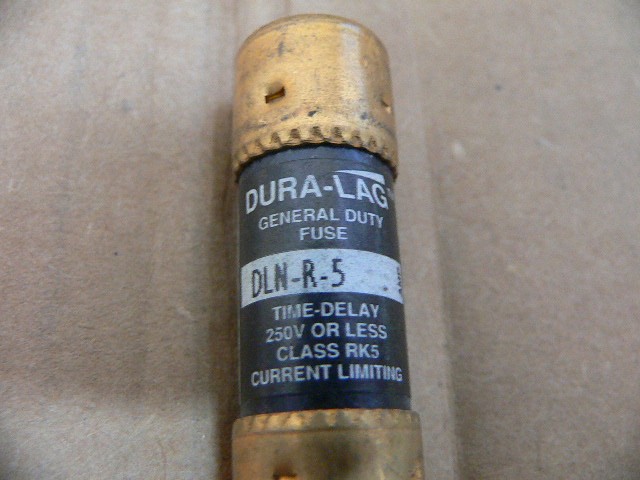 DURA-LAG
GENERAL DUTY
FUSE
DLN-R-5
TIME-DELAY
250V OR LESS
CLASS RK5
CURRENT LIMITING